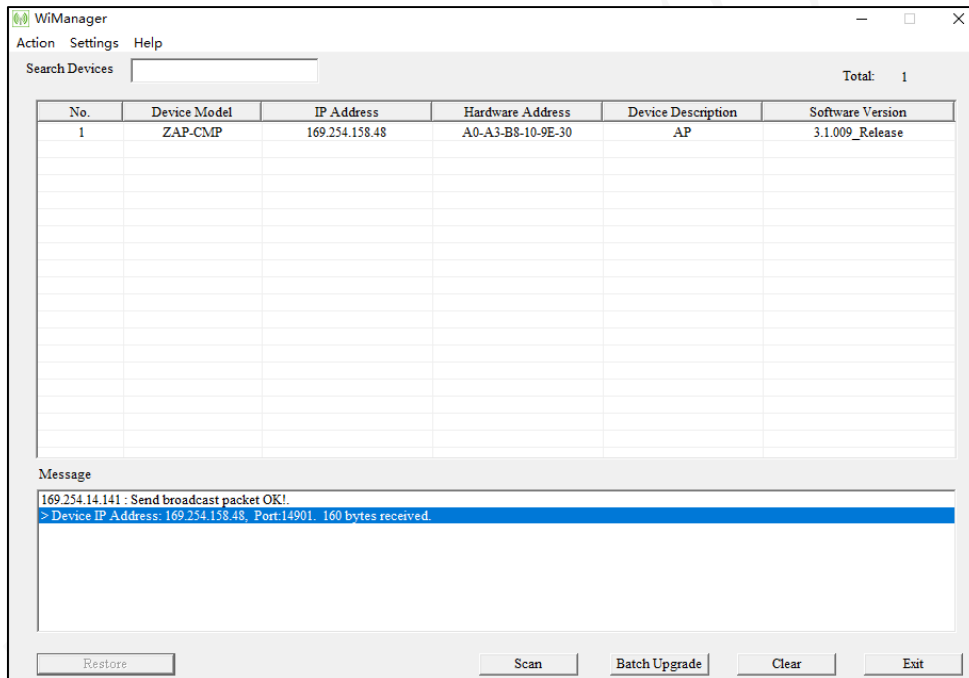 WiManager
Action Settings Help
Search Devices
Total: 1
No. Device Model IP Address Hardware Address Device Description Software Version
1 ZAP-CMP 169.254.158.48 A0-A3-B8-10-9E-30 AP 3.1.009_Release
Message
169.254.14.141 : Send broadcast packet OK!.
> Device IP Address: 169.254.158.48, Port:14901. 160 bytes received.
Restore Scan Batch Upgrade Clear Exit